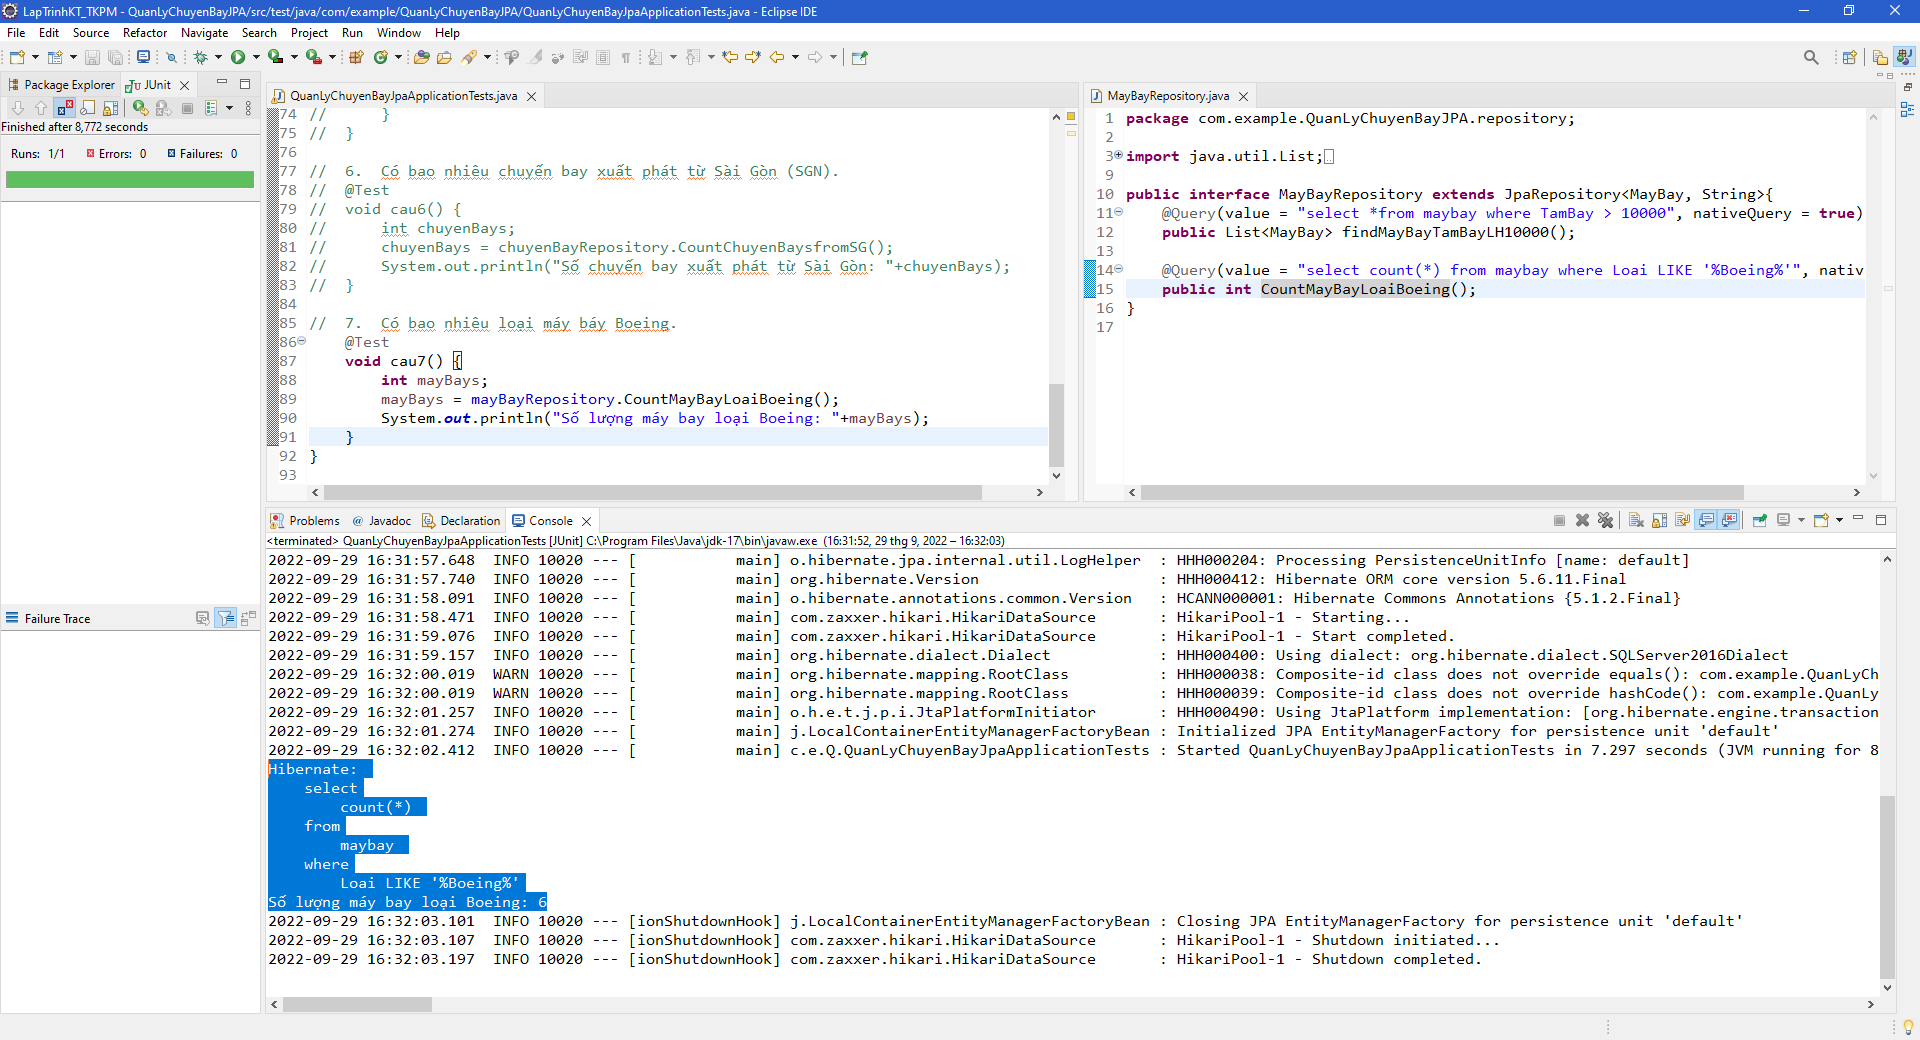 LapTrinhKT_TKPM - QuanLyChuyenBayJPA/src/test/java/com/example/QuanLyChuyenBayJPA/QuanLyChuyenBayJpaApplicationTests.java - Eclipse IDE
File Edit Source Refactor Navigate Search Project Run Window Help
Package Explorer JUnit
Finished after 8,772 seconds
Runs: 1/1 Errors: 0 Failures: 0
Failure Trace
QuanLyChuyenBayJpaApplicationTests.java
74 // }
75 // }
76
77 // 6. Có bao nhiêu chuyến bay xuất phát từ Sài Gòn (SGN).
78 // @Test
79 // void cau6() {
80 // int chuyenBays;
81 // chuyenBays = chuyenBayRepository.CountChuyenBaysfromSG();
82 // System.out.println("Số chuyến bay xuất phát từ Sài Gòn: "+chuyenBays);
83 // }
84
85 // 7. Có bao nhiêu loại máy báy Boeing.
86 @Test
87 void cau7() {
88 int mayBays;
89 mayBays = mayBayRepository.CountMayBayLoaiBoeing();
90 System.out.println("Số lượng máy bay loại Boeing: "+mayBays);
91 }
92 }
93
MayBayRepository.java
1 package com.example.QuanLyChuyenBayJPA.repository;
2
3 import java.util.List;
9
10 public interface MayBayRepository extends JpaRepository<MayBay, String>{
11 @Query(value = "select *from maybay where TamBay > 10000", nativeQuery = true)
12 public List<MayBay> findMayBayTamBayLH10000();
13
14 @Query(value = "select count(*) from maybay where Loai LIKE '%Boeing%'", nativ
15 public int CountMayBayLoaiBoeing();
16 }
17
Problems @ Javadoc Declaration Console
<terminated> QuanLyChuyenBayJpaApplicationTests [JUnit] C:\Program Files\Java\jdk-17\bin\javaw.exe (16:31:52, 29 thg 9, 2022 – 16:32:03)
2022-09-29 16:31:57.648 INFO 10020 --- [ main] o.hibernate.jpa.internal.util.LogHelper : HHH000204: Processing PersistenceUnitInfo [name: default]
2022-09-29 16:31:57.740 INFO 10020 --- [ main] org.hibernate.Version : HHH000412: Hibernate ORM core version 5.6.11.Final
2022-09-29 16:31:58.091 INFO 10020 --- [ main] o.hibernate.annotations.common.Version : HCANN000001: Hibernate Commons Annotations {5.1.2.Final}
2022-09-29 16:31:58.471 INFO 10020 --- [ main] com.zaxxer.hikari.HikariDataSource : HikariPool-1 - Starting...
2022-09-29 16:31:59.076 INFO 10020 --- [ main] com.zaxxer.hikari.HikariDataSource : HikariPool-1 - Start completed.
2022-09-29 16:31:59.157 INFO 10020 --- [ main] org.hibernate.dialect.Dialect : HHH000400: Using dialect: org.hibernate.dialect.SQLServer2016Dialect
2022-09-29 16:32:00.019 WARN 10020 --- [ main] org.hibernate.mapping.RootClass : HHH000038: Composite-id class does not override equals(): com.example.QuanLyCh
2022-09-29 16:32:00.019 WARN 10020 --- [ main] org.hibernate.mapping.RootClass : HHH000039: Composite-id class does not override hashCode(): com.example.QuanLy
2022-09-29 16:32:01.257 INFO 10020 --- [ main] o.h.e.t.j.p.i.JtaPlatformInitiator : HHH000490: Using JtaPlatform implementation: [org.hibernate.engine.transaction
2022-09-29 16:32:01.274 INFO 10020 --- [ main] j.LocalContainerEntityManagerFactoryBean : Initialized JPA EntityManagerFactory for persistence unit 'default'
2022-09-29 16:32:02.412 INFO 10020 --- [ main] c.e.Q.QuanLyChuyenBayJpaApplicationTests : Started QuanLyChuyenBayJpaApplicationTests in 7.297 seconds (JVM running for 8
Hibernate:
select
count(*)
from
maybay
where
Loai LIKE '%Boeing%'
Số lượng máy bay loại Boeing: 6
2022-09-29 16:32:03.101 INFO 10020 --- [ionShutdownHook] j.LocalContainerEntityManagerFactoryBean : Closing JPA EntityManagerFactory for persistence unit 'default'
2022-09-29 16:32:03.107 INFO 10020 --- [ionShutdownHook] com.zaxxer.hikari.HikariDataSource : HikariPool-1 - Shutdown initiated...
2022-09-29 16:32:03.197 INFO 10020 --- [ionShutdownHook] com.zaxxer.hikari.HikariDataSource : HikariPool-1 - Shutdown completed.